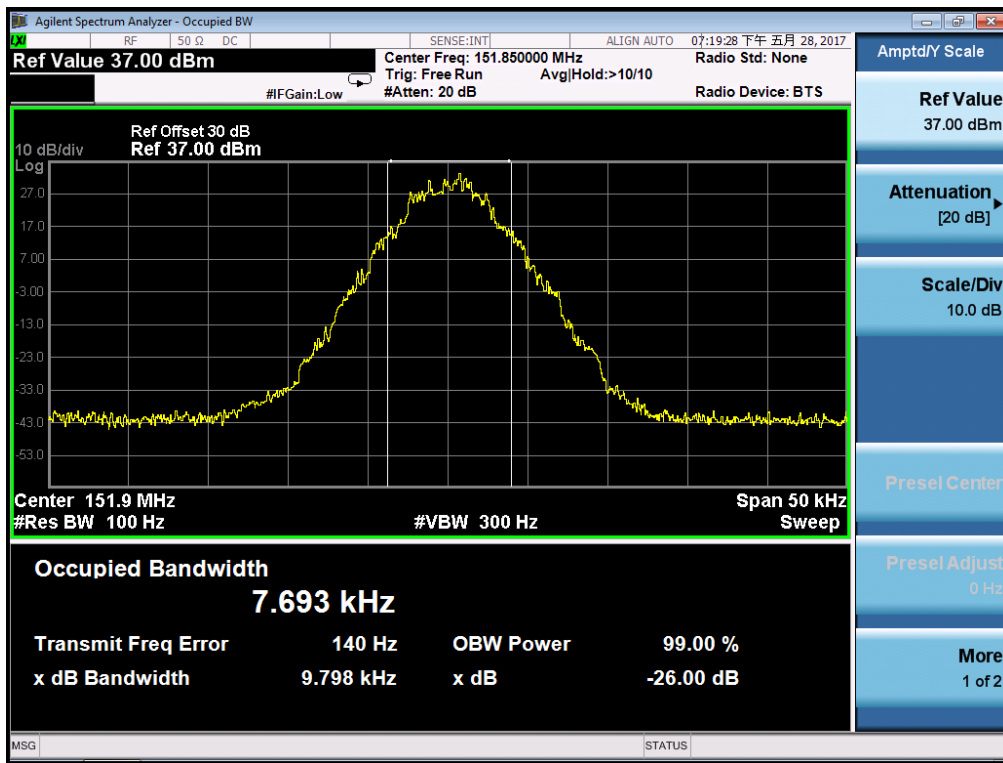 Agilent Spectrum Analyzer - Occupied BW
LXI RF 50 Ω DC SENSE:INT ALIGN AUTO 07:19:28 下午 五月 28, 2017
Ref Value 37.00 dBm
Center Freq: 151.850000 MHz
Radio Std: None
Trig: Free Run Avg|Hold:>10/10
#IFGain:Low
#Atten: 20 dB
Radio Device: BTS
Ref Offset 30 dB
10 dB/div Ref 37.00 dBm
Log
27.0
17.0
7.00
-3.00
-13.0
-23.0
-33.0
-43.0
-53.0
Center 151.9 MHz Span 50 kHz
#Res BW 100 Hz #VBW 300 Hz Sweep
Occupied Bandwidth
7.693 kHz
Transmit Freq Error 140 Hz OBW Power 99.00 %
x dB Bandwidth 9.798 kHz x dB -26.00 dB
MSG STATUS
Amptd/Y Scale
Ref Value
37.00 dBm
Attenuation
[20 dB]
Scale/Div
10.0 dB
Presel Center
Presel Adjust
0 Hz
More
1 of 2